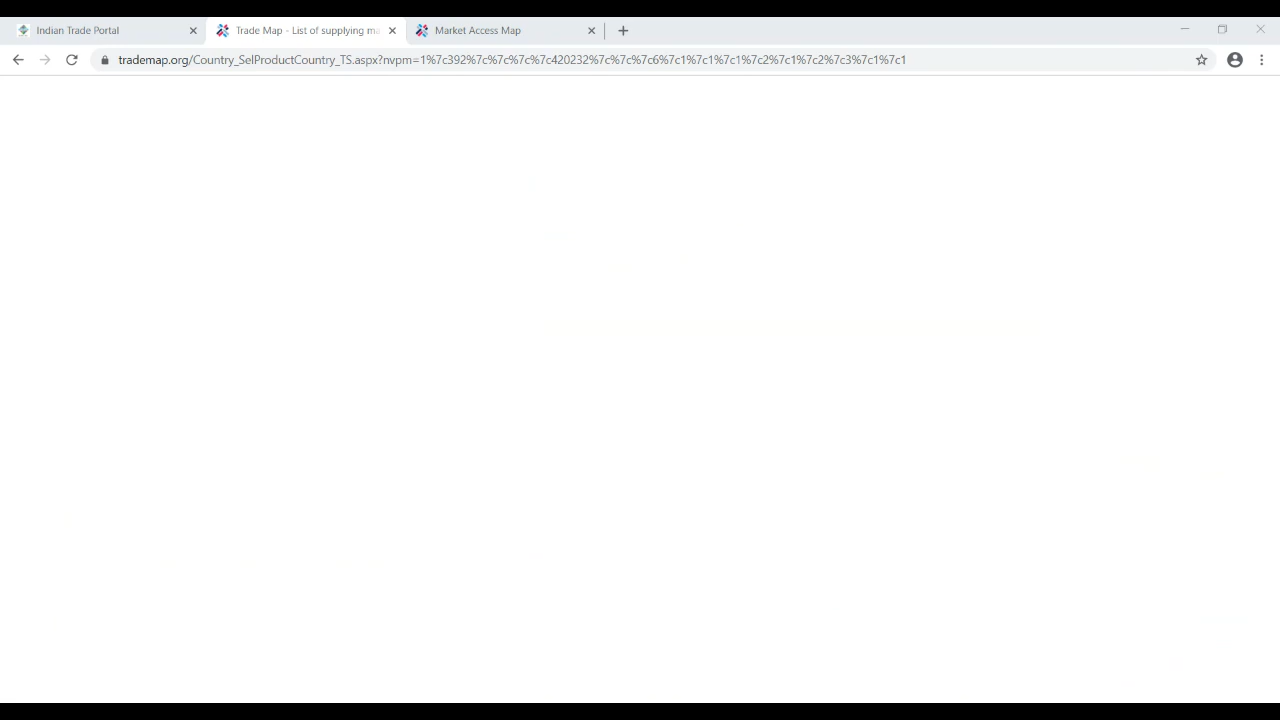 Indian Trade Portal
Trade Map - List of supplying ma
Market Access Map
trademap.org/Country_SelProductCountry_TS.aspx?nvpm=1%7c392%7c%7c%7c%7c420232%7c%7c%7c6%7c1%7c1%7c1%7c2%7c1%7c2%7c3%7c1%7c1